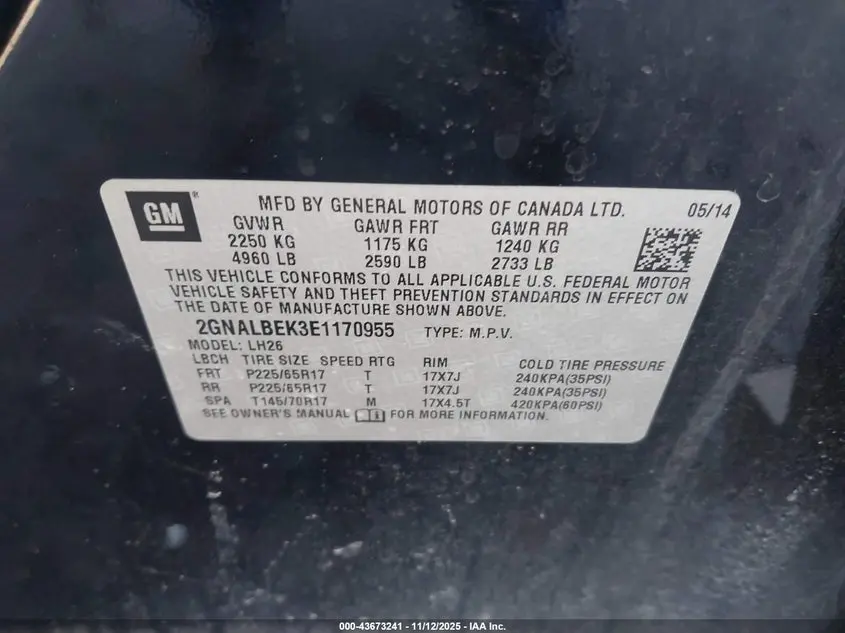 GM®
MFD BY GENERAL MOTORS OF CANADA LTD. 05/14
GVWR GAWR FRT GAWR RR
2250 KG 1175 KG 1240 KG
4960 LB 2590 LB 2733 LB
THIS VEHICLE CONFORMS TO ALL APPLICABLE U.S. FEDERAL MOTOR
VEHICLE SAFETY AND THEFT PREVENTION STANDARDS IN EFFECT ON
THE DATE OF MANUFACTURE SHOWN ABOVE.
2GNALBEK3E1170955 TYPE: M.P.V.
MODEL: LH26
LBCH TIRE SIZE SPEED RTG RIM COLD TIRE PRESSURE
FRT P225/65R17 T 17X7J 240KPA(35PSI)
RR P225/65R17 T 17X7J 240KPA(35PSI)
SPA T145/70R17 M 17X4.5T 420KPA(60PSI)
SEE OWNER'S MANUAL FOR MORE INFORMATION.
000-43673241 - 11/12/2025 - IAA Inc.